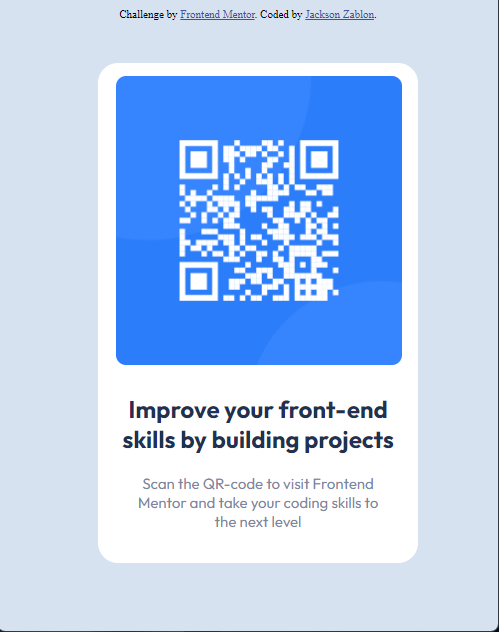 Challenge by Frontend Mentor. Coded by Jackson Zablon.
Improve your front-end
skills by building projects
Scan the QR-code to visit Frontend
Mentor and take your coding skills to
the next level